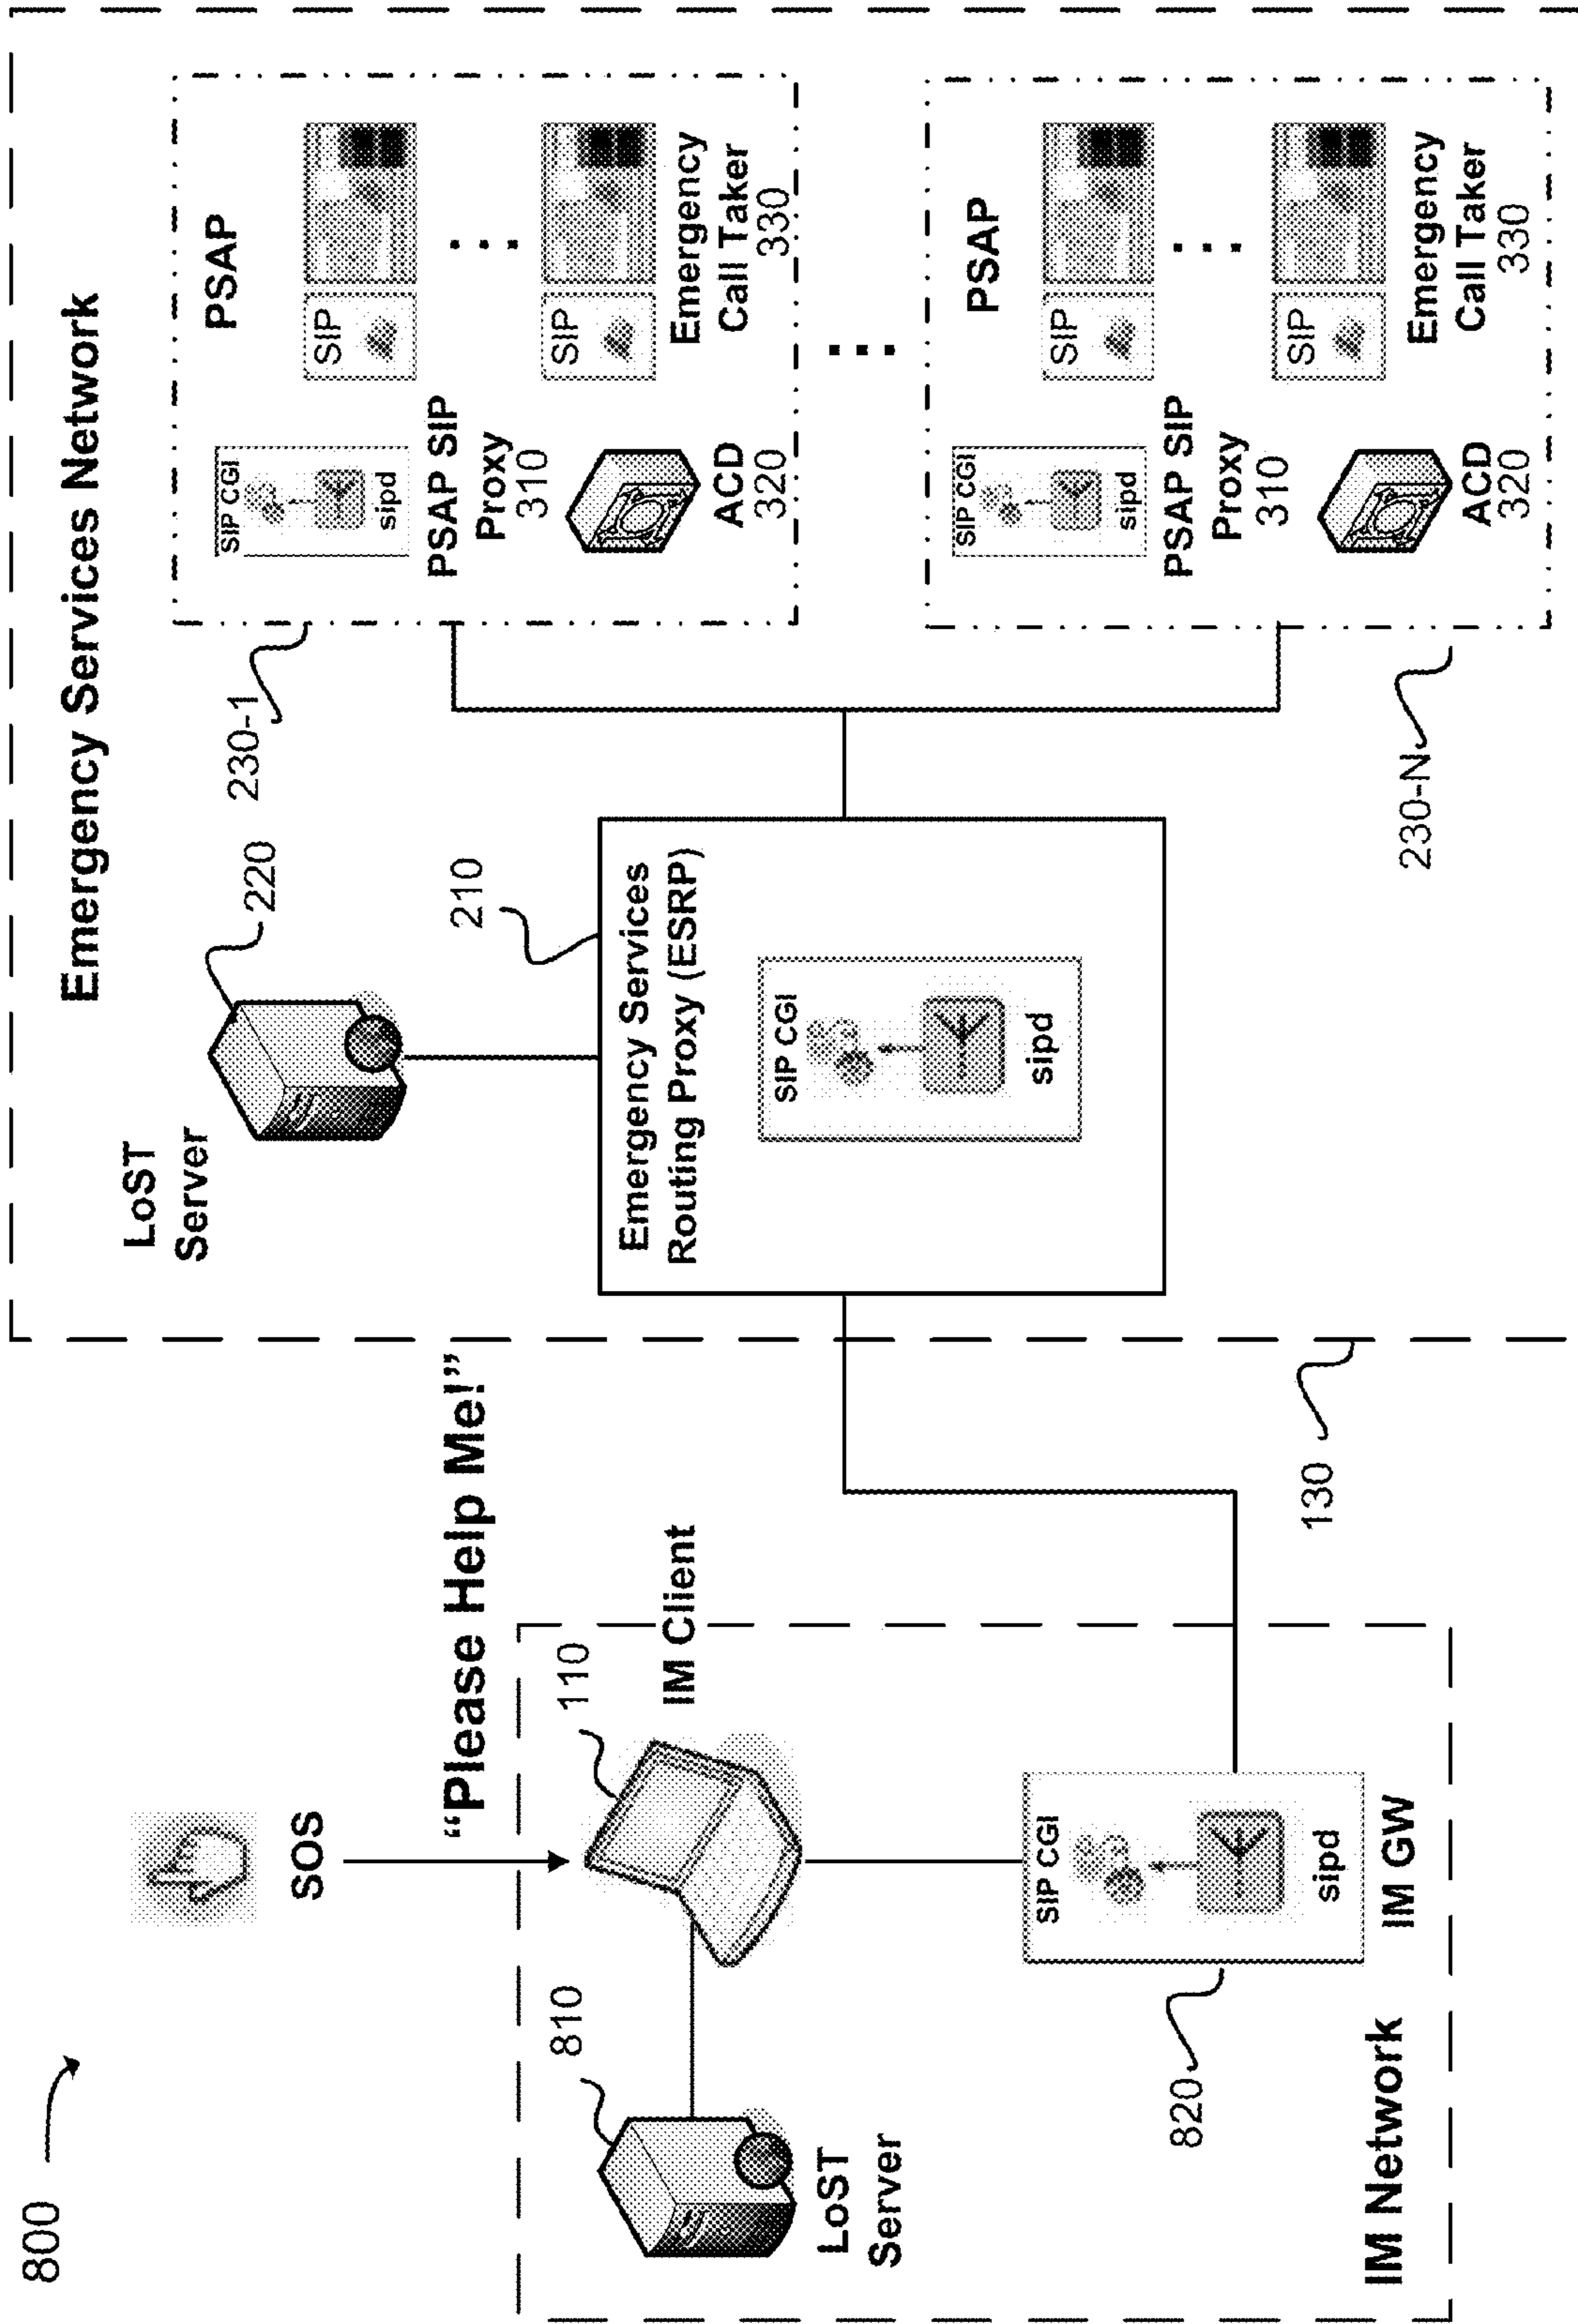 800
Emergency Services Network
SOS
"Please Help Me!"
810
110
IM Client
LoST
Server
SIP CGI
sipd
820
IM GW
IM Network
130
LoST
Server
220
210
Emergency Services
Routing Proxy (ESRP)
SIP CGI
sipd
230-1
PSAP
SIP CGI
sipd
PSAP SIP
Proxy
310
ACD
320
SIP
SIP
Emergency
Call Taker
330
230-N
PSAP
SIP CGI
sipd
PSAP SIP
Proxy
310
ACD
320
SIP
SIP
Emergency
Call Taker
330